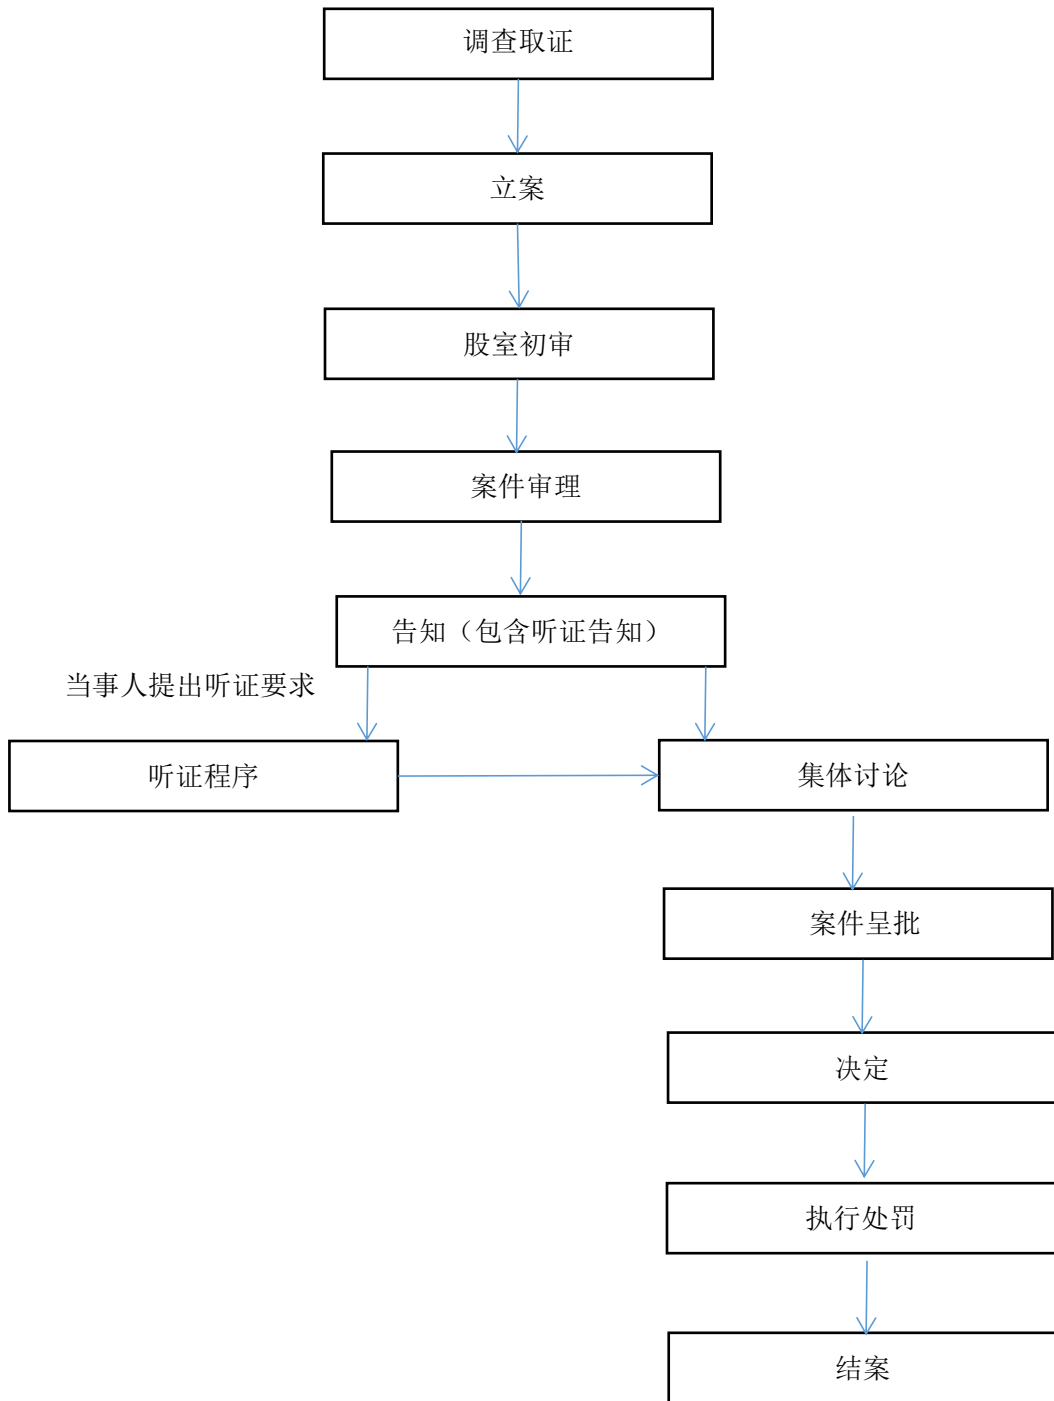 调查取证
立案
股室初审
案件审理
告知（包含听证告知）
当事人提出听证要求
听证程序
集体讨论
案件呈批
决定
执行处罚
结案